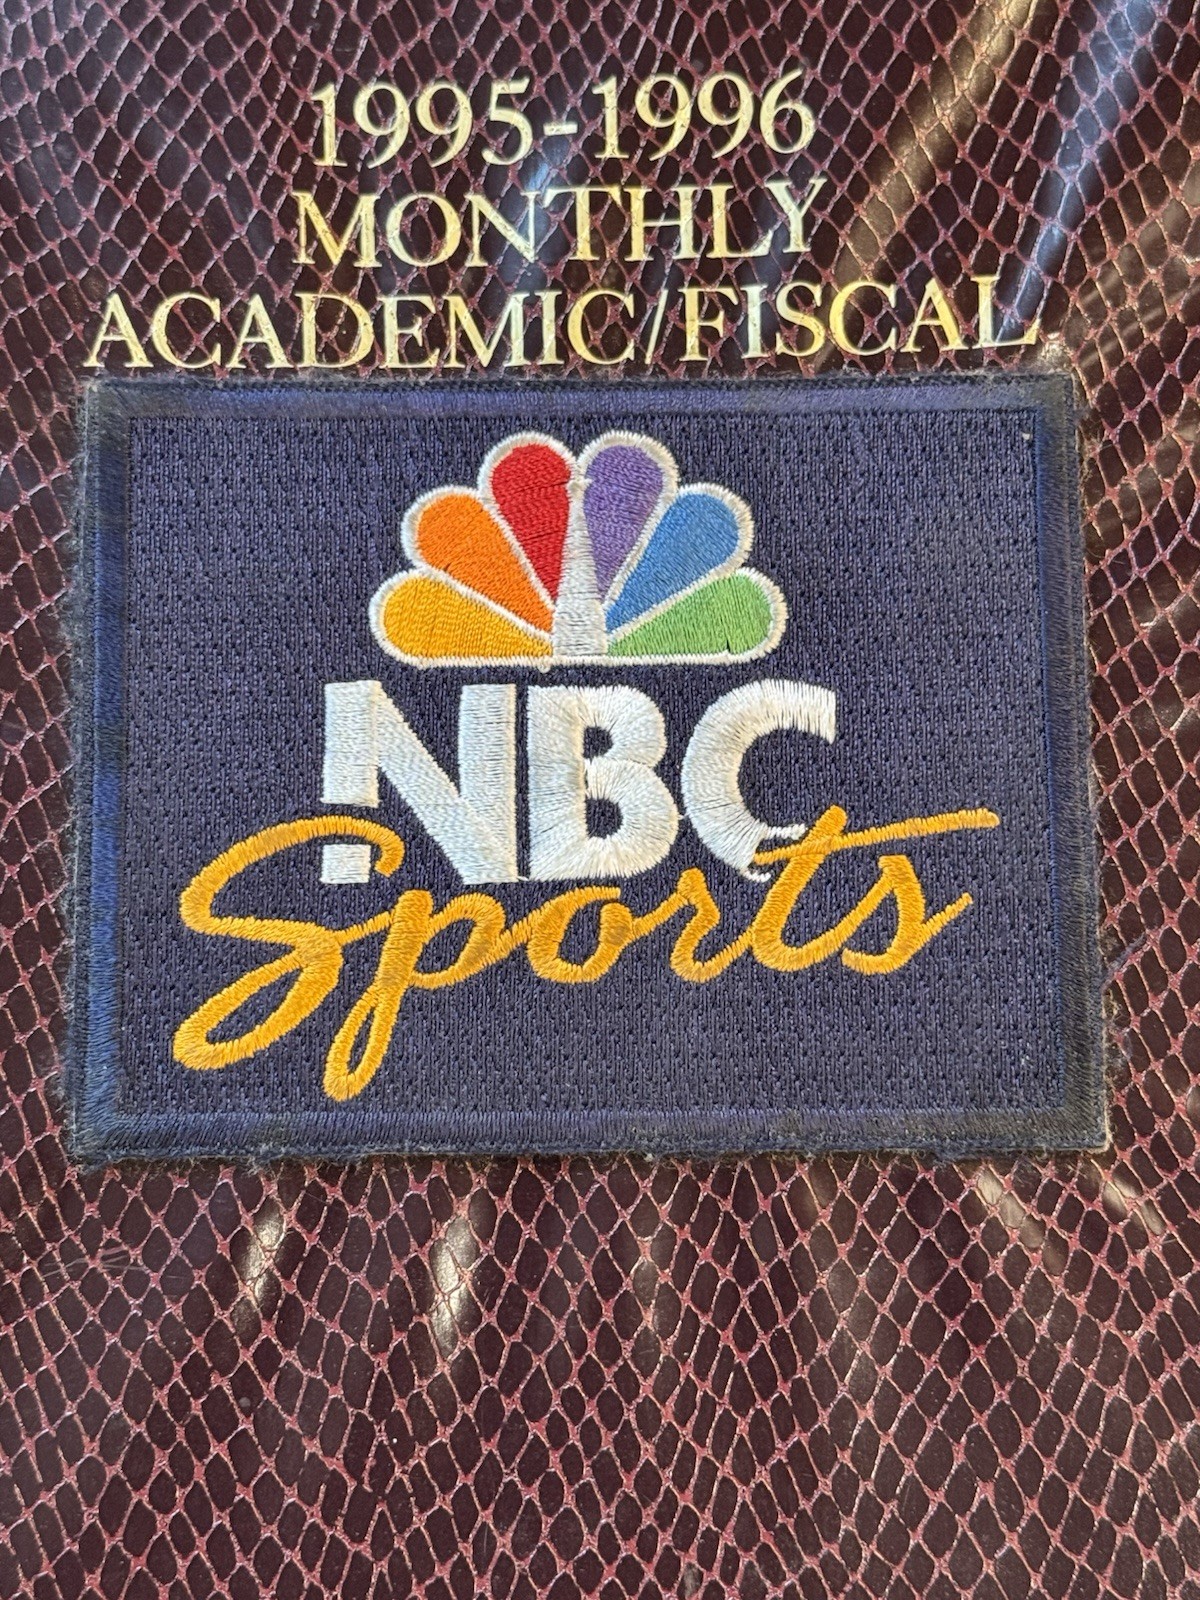 1995-1996
MONTHLY
ACADEMIC/FISCAL
NBC
Sports